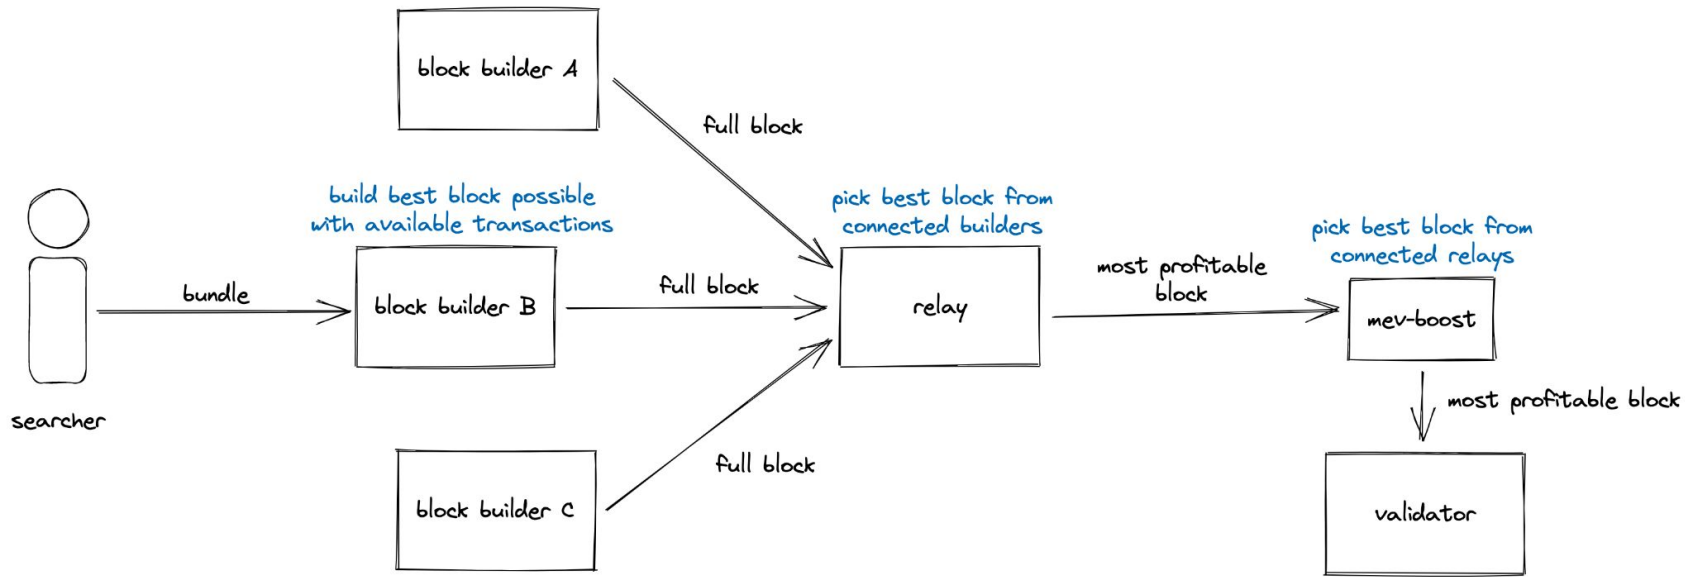 block builder A
full block
build best block possible
with available transactions
pick best block from
connected builders
pick best block from
connected relays
bundle
block builder B
full block
relay
most profitable
block
mev-boost
searcher
most profitable block
block builder C
full block
validator